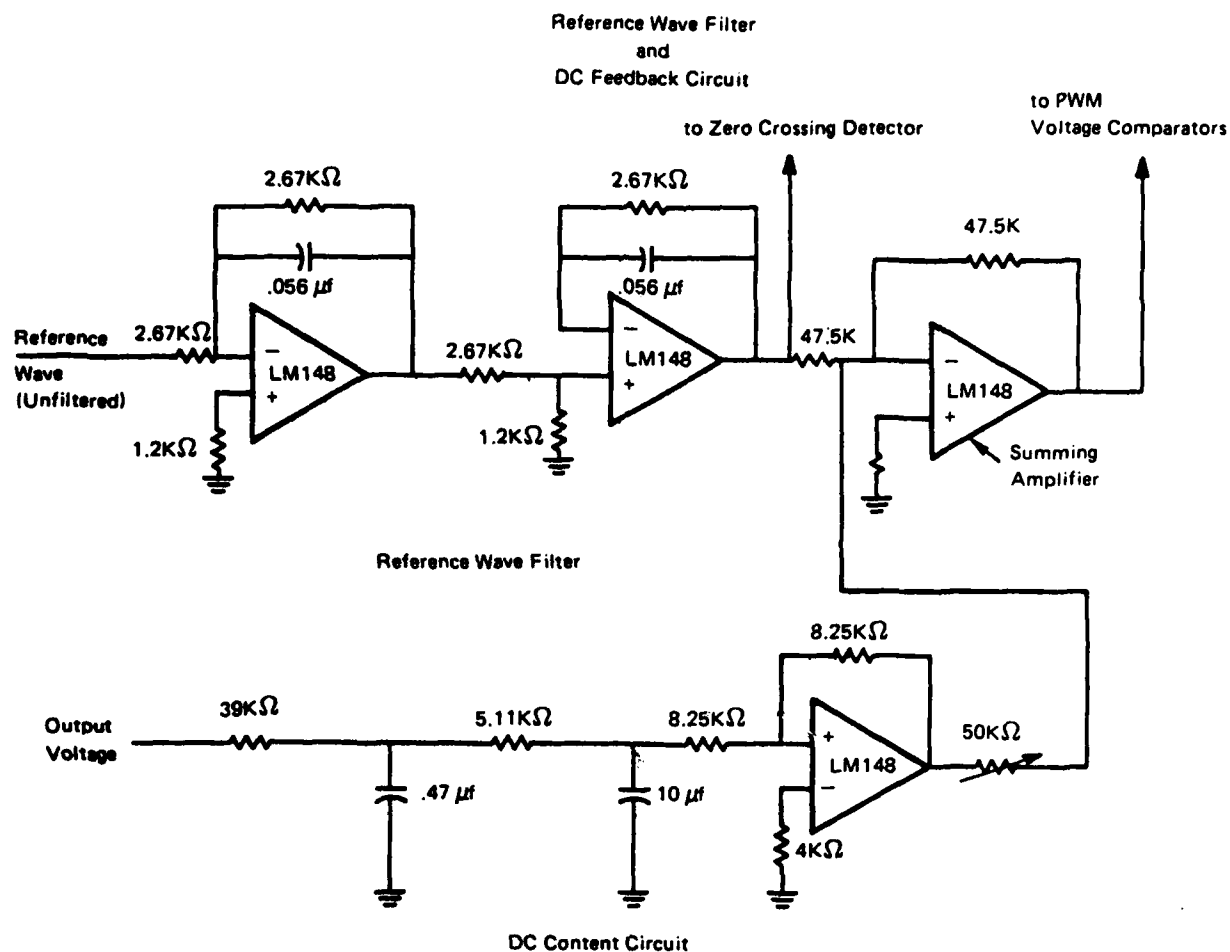 Reference Wave Filter
and
DC Feedback Circuit
to Zero Crossing Detector
to PWM
Voltage Comparators
2.67KΩ
.056 µf
2.67KΩ
.056 µf
47.5K
Reference
Wave
(Unfiltered)
2.67KΩ
−
LM148
+
1.2KΩ
2.67KΩ
−
LM148
+
1.2KΩ
47.5K
−
LM148
+
Summing
Amplifier
Reference Wave Filter
Output
Voltage
39KΩ
.47 µf
5.11KΩ
10 µf
8.25KΩ
8.25KΩ
+
LM148
−
4KΩ
50KΩ
DC Content Circuit